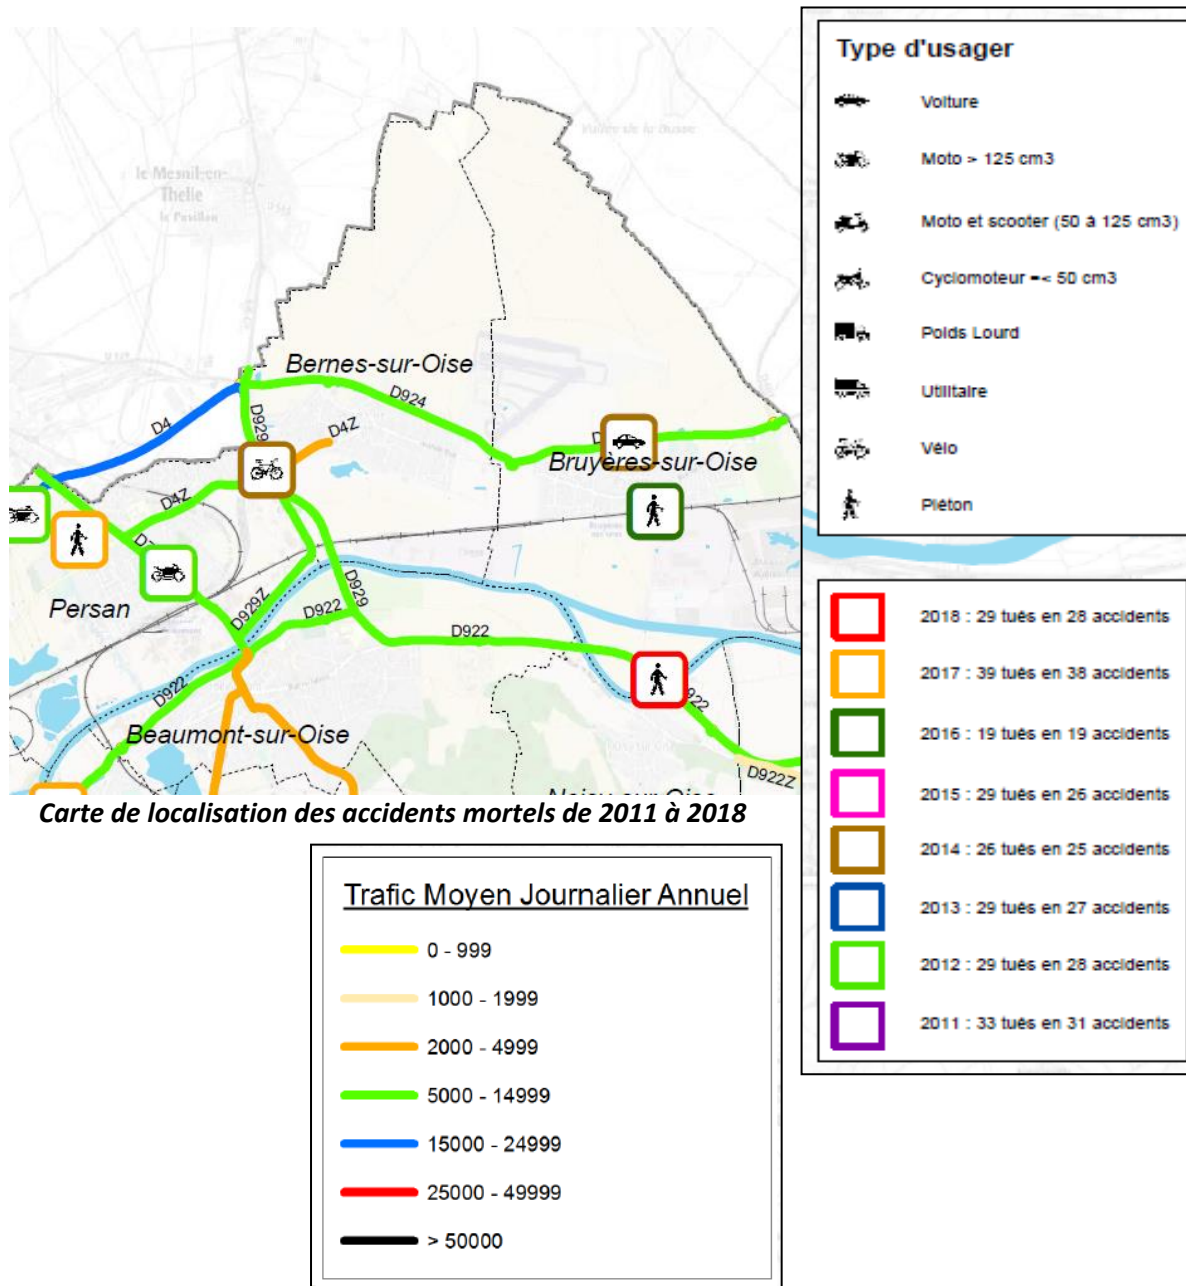 Type d'usager
Voiture
Moto > 125 cm3
Moto et scooter (50 à 125 cm3)
Cyclomoteur =< 50 cm3
Poids Lourd
Utilitaire
Vélo
Piéton
le Mesnil-en-
Thelle
le Pavillon
Bernes-sur-Oise
D924
D4
D929
D4Z
Bruyères-sur-Oise
D4Z
Persan
D929Z
D922
D929
D922
D922
Beaumont-sur-Oise
D922Z
Carte de localisation des accidents mortels de 2011 à 2018
2018 : 29 tués en 28 accidents
2017 : 39 tués en 38 accidents
2016 : 19 tués en 19 accidents
2015 : 29 tués en 26 accidents
2014 : 26 tués en 25 accidents
2013 : 29 tués en 27 accidents
2012 : 29 tués en 28 accidents
2011 : 33 tués en 31 accidents
Trafic Moyen Journalier Annuel
0 - 999
1000 - 1999
2000 - 4999
5000 - 14999
15000 - 24999
25000 - 49999
> 50000